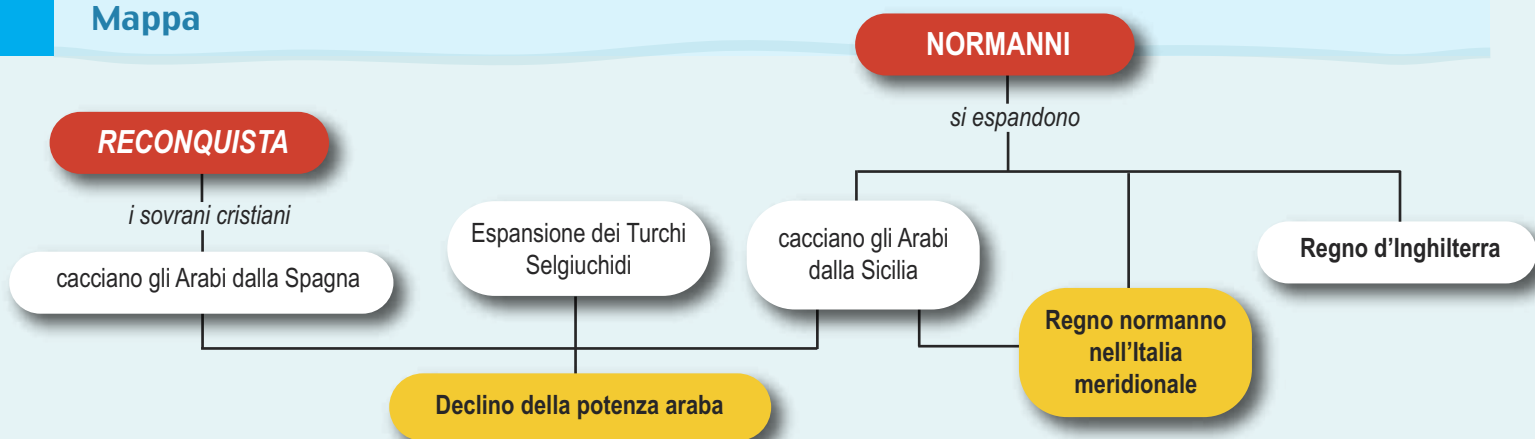 Mappa
NORMANNI
si espandono
RECONQUISTA
i sovrani cristiani
cacciano gli Arabi dalla Spagna
Espansione dei Turchi
Selgiuchidi
cacciano gli Arabi
dalla Sicilia
Regno d’Inghilterra
Regno normanno
nell’Italia
meridionale
Declino della potenza araba